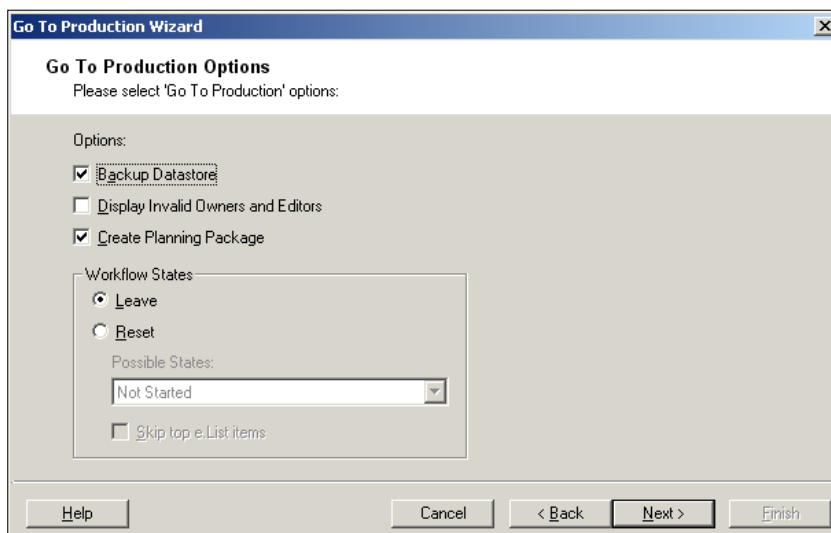 Go To Production Wizard
Go To Production Options
Please select 'Go To Production' options:
Options:
Backup Datastore
Display Invalid Owners and Editors
Create Planning Package
Workflow States
Leave
Reset
Possible States:
Not Started
Skip top e.List items
Help Cancel < Back Next > Finish